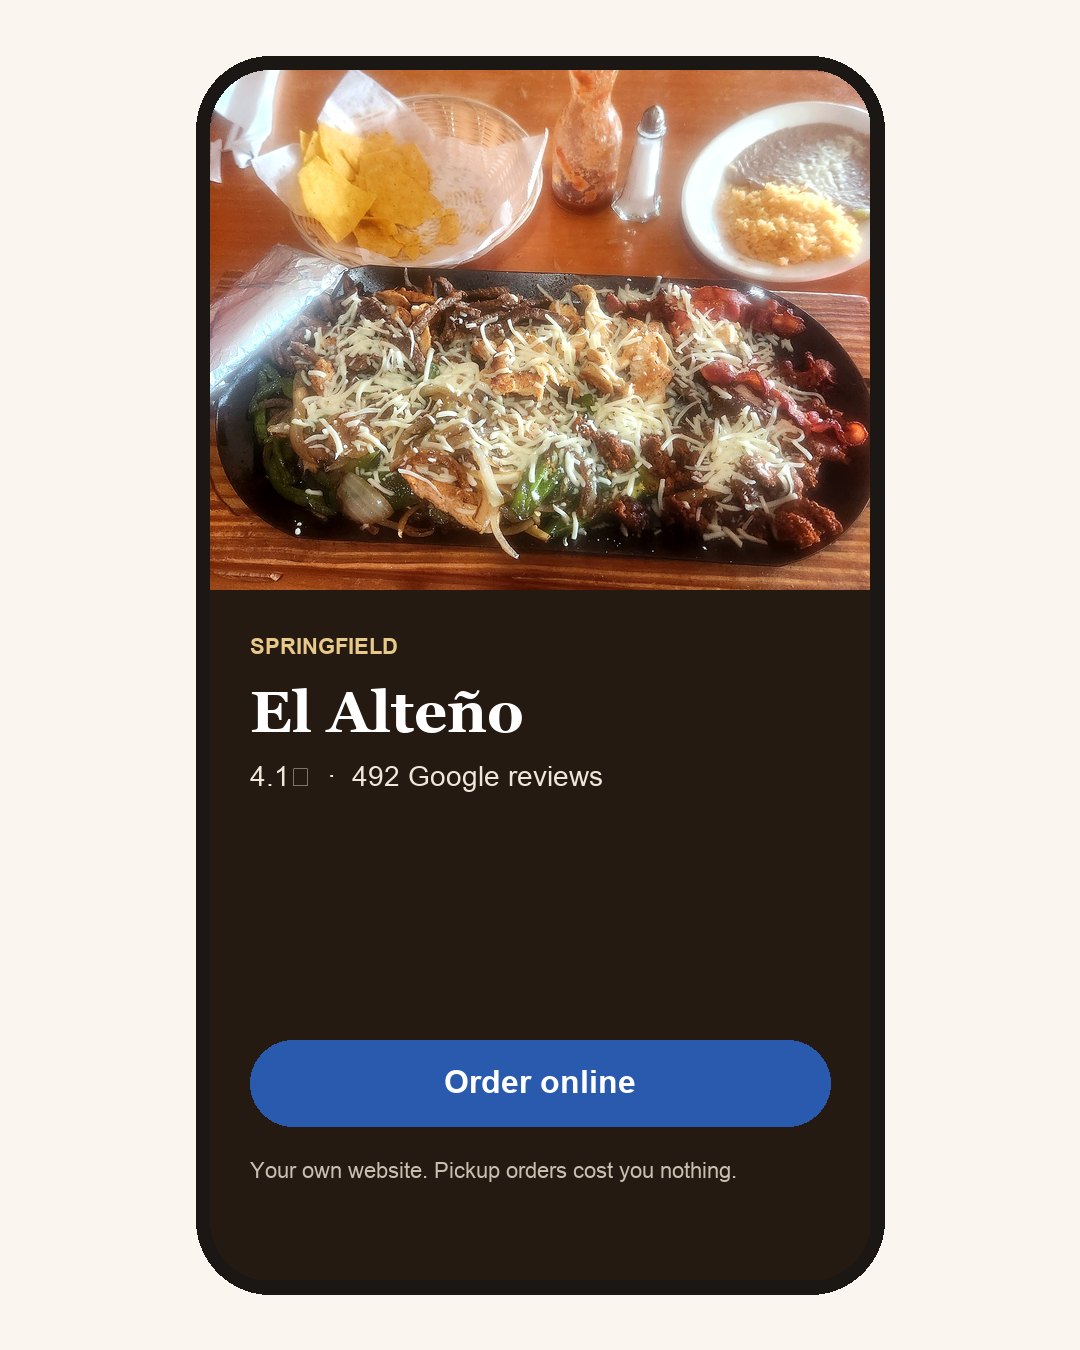 SPRINGFIELD
El Alteño
4.1□ · 492 Google reviews
Order online
Your own website. Pickup orders cost you nothing.